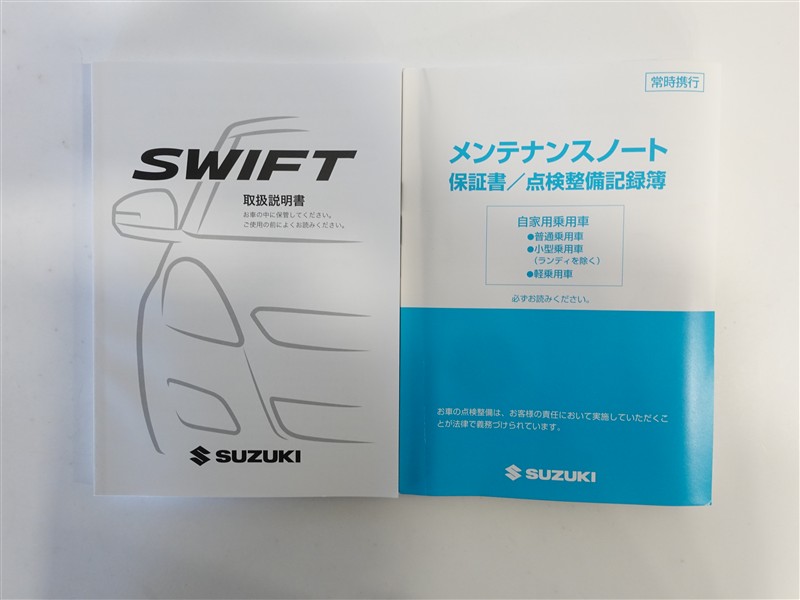 SWIFT
取扱説明書
お車の中に保管してください。
ご使用の前によくお読みください。
SUZUKI
常時携行
メンテナンスノート
保証書／点検整備記録簿
自家用乗用車
●普通乗用車
●小型乗用車
(ランディを除く)
●軽乗用車
必ずお読みください。
お車の点検整備は、お客様の責任において実施していただくこ
とが法律で義務づけられています。
SUZUKI